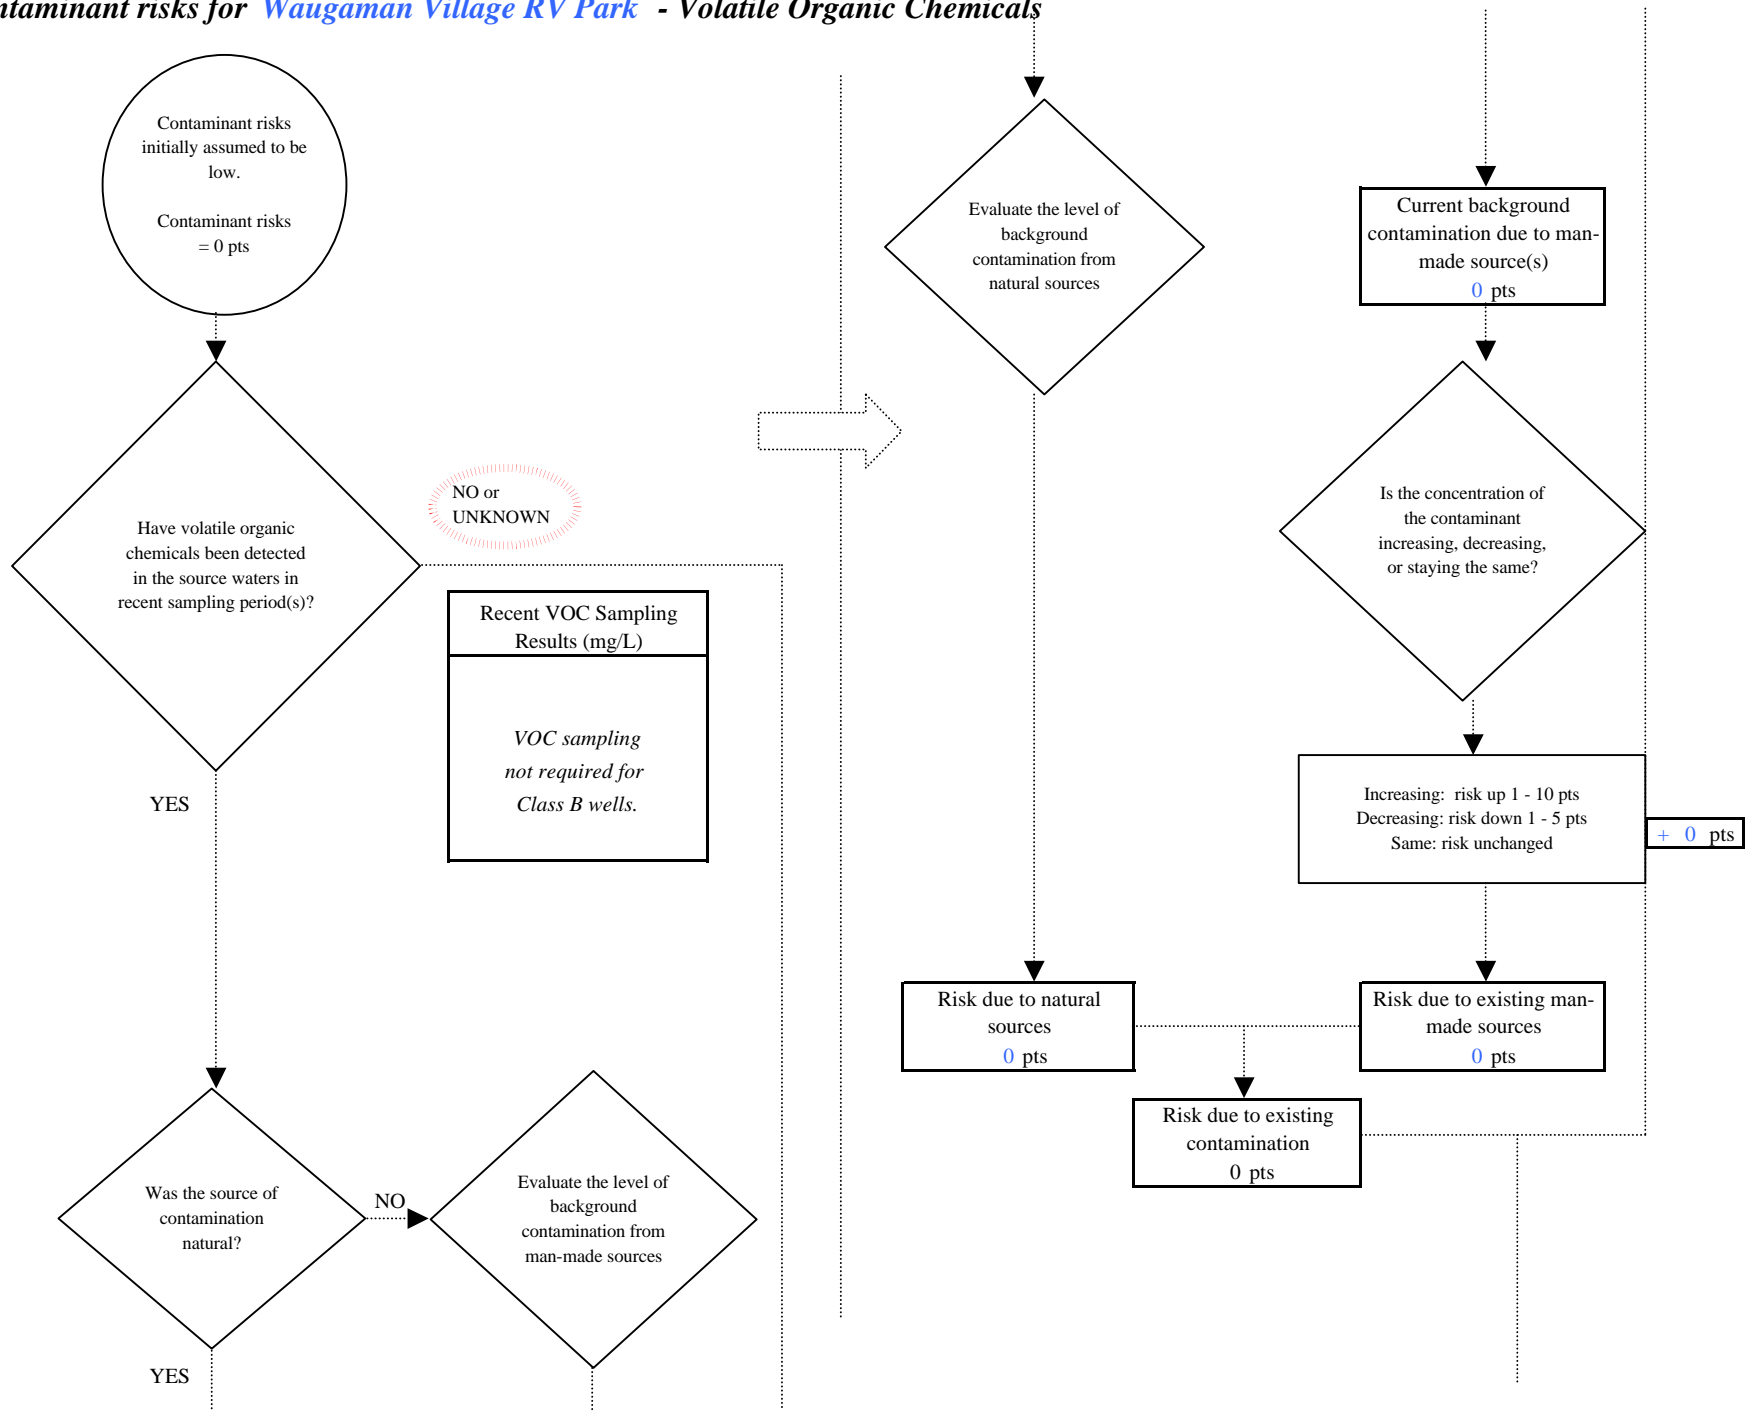 ntaminant risks for Waugaman Village RV Park - Volatile Organic Chemicals
Contaminant risks
initially assumed to be
low.
Contaminant risks
= 0 pts
Have volatile organic
chemicals been detected
in the source waters in
recent sampling period(s)?
NO or
UNKNOWN
Recent VOC Sampling
Results (mg/L)
VOC sampling
not required for
Class B wells.
YES
Was the source of
contamination
natural?
NO
Evaluate the level of
background
contamination from
man-made sources
YES
Evaluate the level of
background
contamination from
natural sources
Current background
contamination due to man-
made source(s)
0 pts
Is the concentration of
the contaminant
increasing, decreasing,
or staying the same?
Increasing: risk up 1 - 10 pts
Decreasing: risk down 1 - 5 pts
Same: risk unchanged
+ 0 pts
Risk due to natural
sources
0 pts
Risk due to existing man-
made sources
0 pts
Risk due to existing
contamination
0 pts